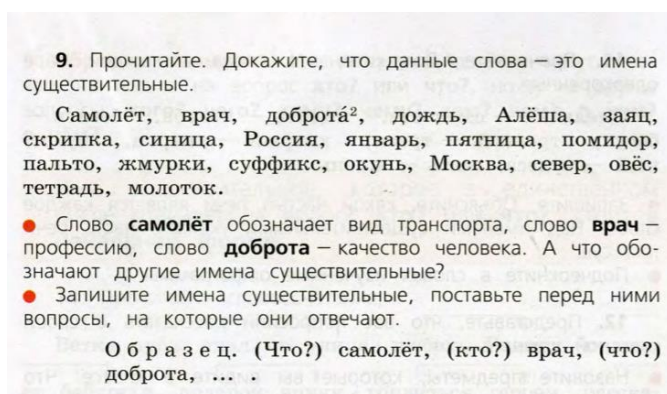 9. Прочитайте. Докажите, что данные слова — это имена
существительные.
Самолёт, врач, доброта́², дождь, Алёша, заяц,
скрипка, синица, Россия, январь, пятница, помидор,
пальто, жмурки, суффикс, окунь, Москва, север, овёс,
тетрадь, молоток.
● Слово самолёт обозначает вид транспорта, слово врач —
профессию, слово доброта — качество человека. А что обо-
значают другие имена существительные?
● Запишите имена существительные, поставьте перед ними
вопросы, на которые они отвечают.
Образец. (Что?) самолёт, (кто?) врач, (что?)
доброта, ... .